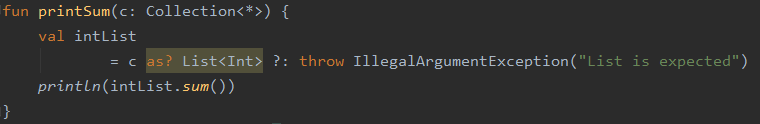 fun printSum(c: Collection<*>) {
    val intList
            = c as? List<Int> ?: throw IllegalArgumentException("List is expected")
    println(intList.sum())
}